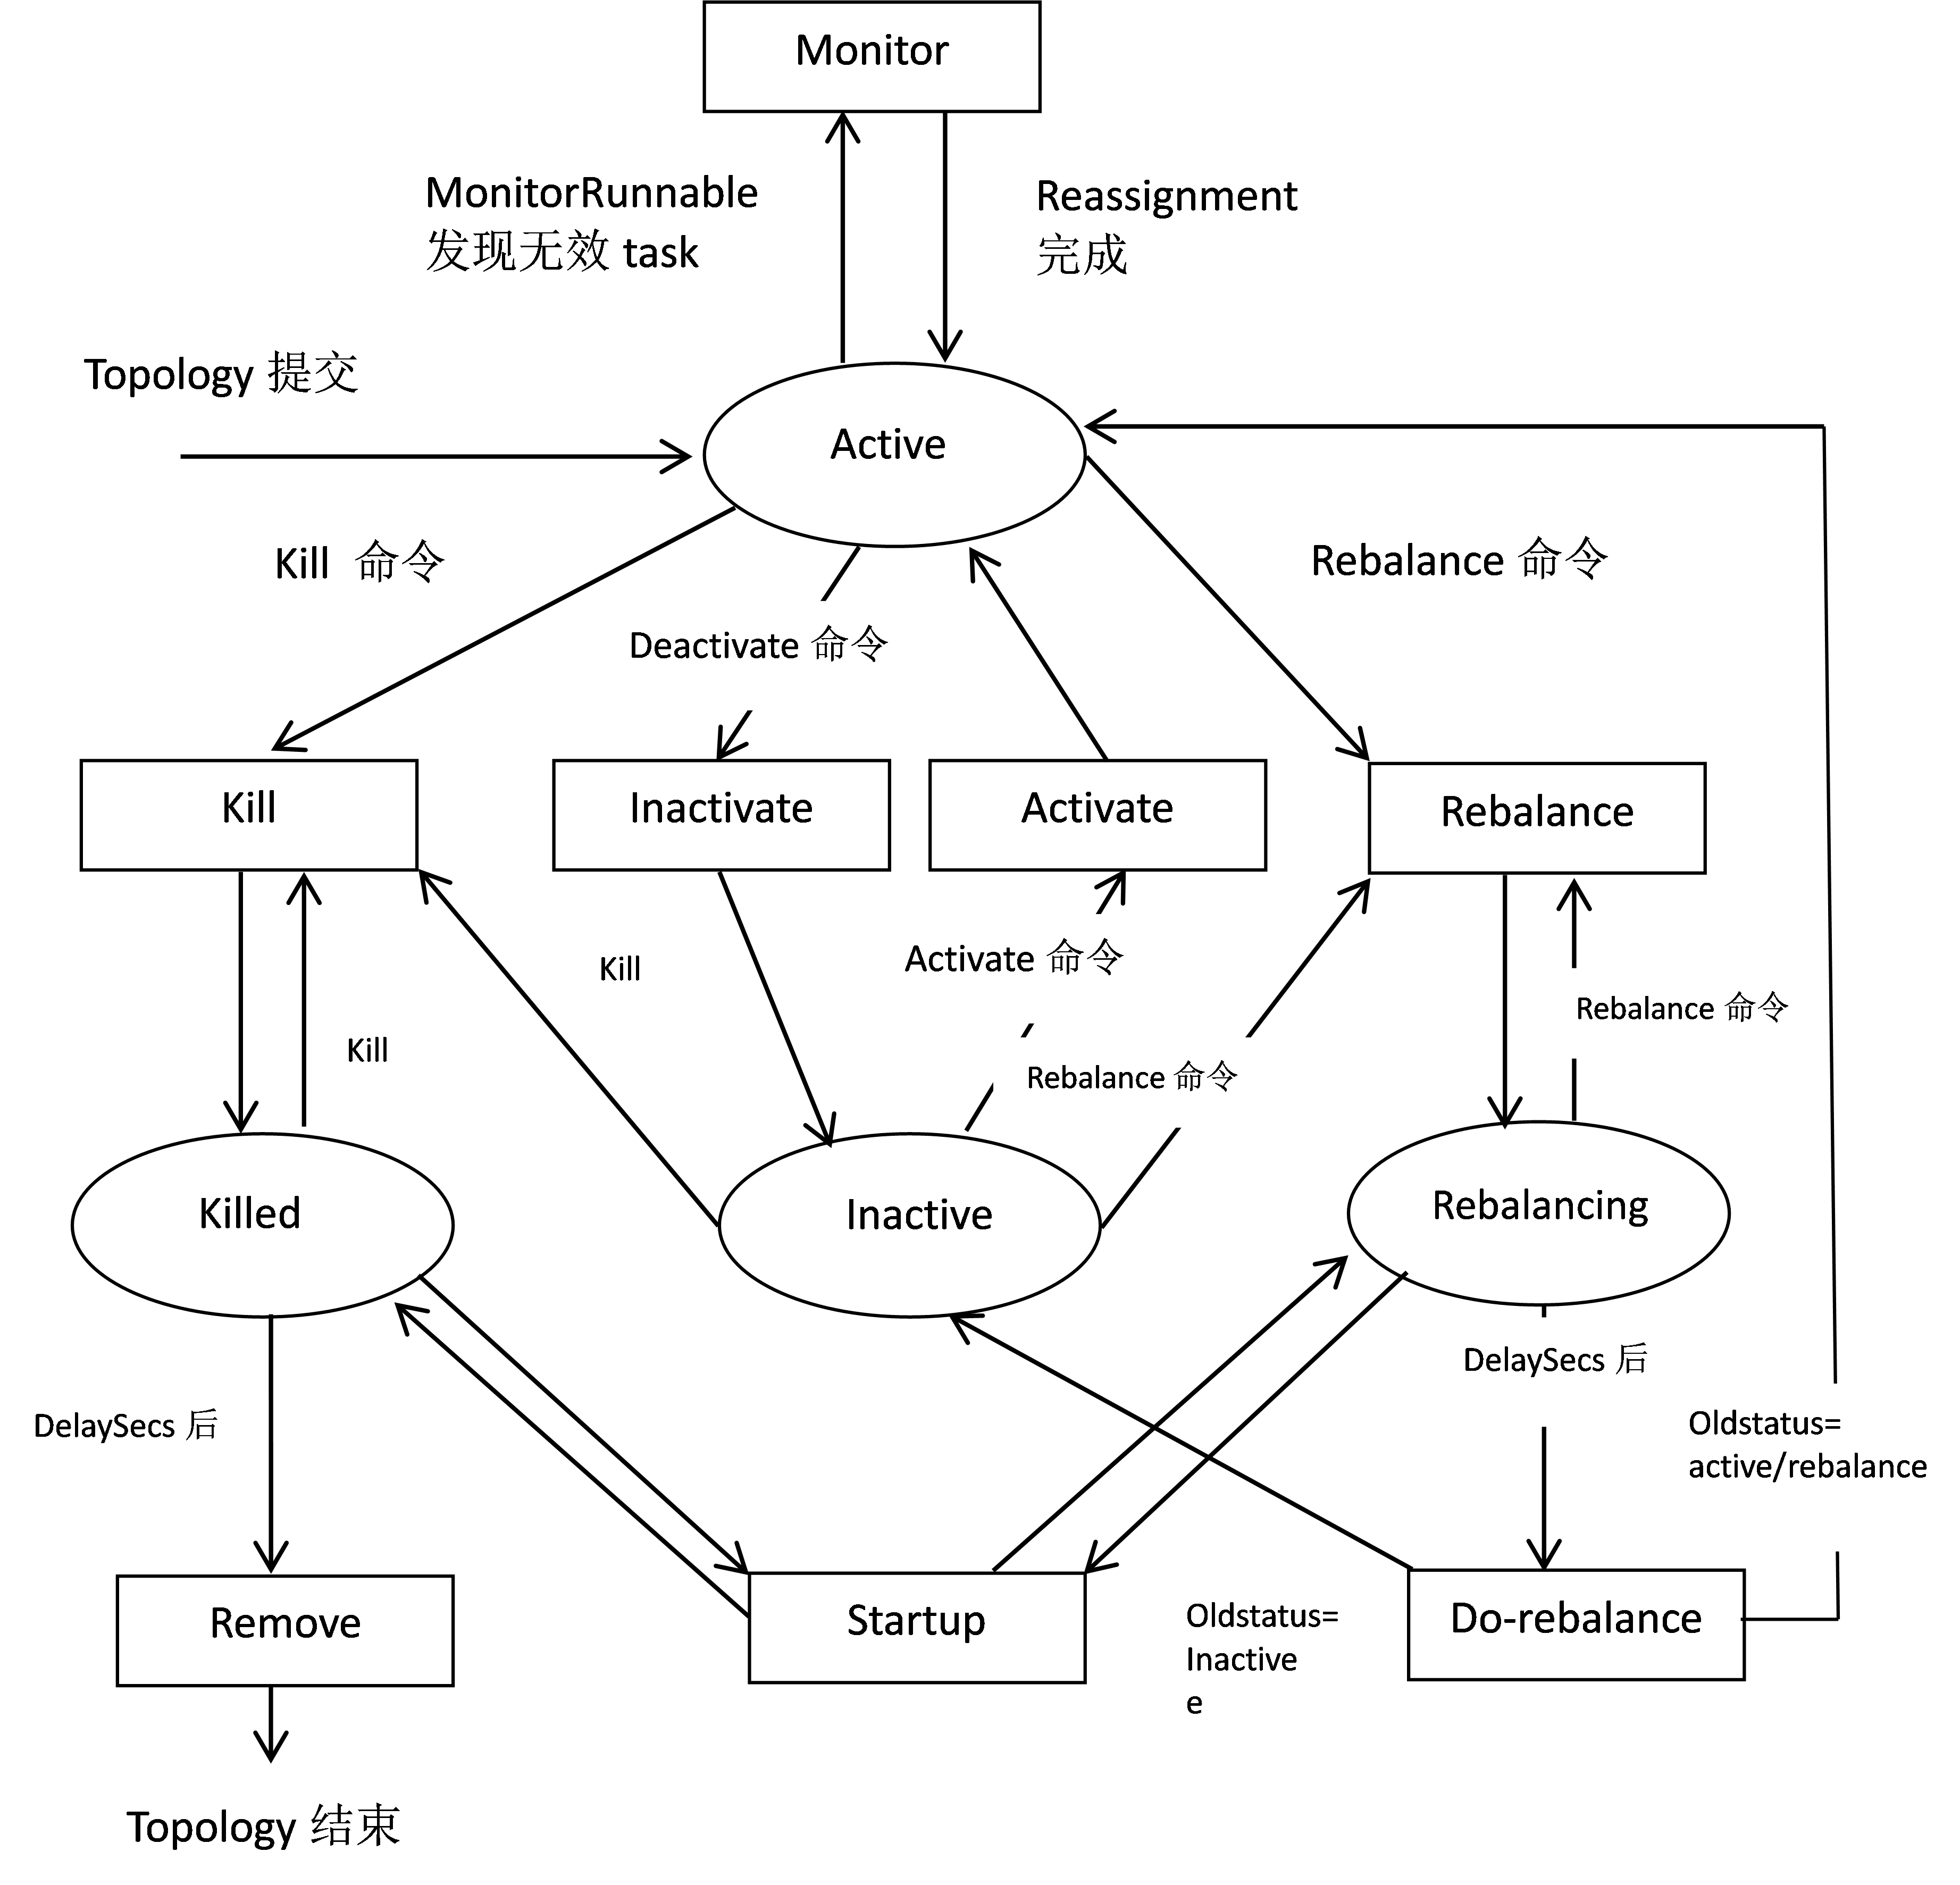 Monitor
MonitorRunnable
发现无效 task
Reassignment
完成
Topology 提交
Active
Kill 命令
Rebalance 命令
Deactivate 命令
Kill
Inactivate
Activate
Rebalance
Kill
Activate 命令
Rebalance 命令
Kill
Rebalance 命令
Killed
Inactive
Rebalancing
DelaySecs 后
DelaySecs 后
Oldstatus=
active/rebalance
Remove
Startup
Oldstatus=
Inactive
e
Do-rebalance
Topology 结束